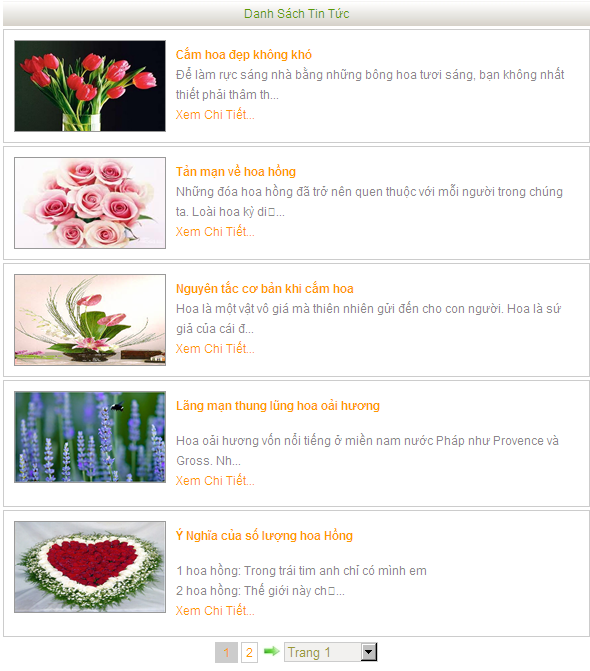 Danh Sách Tin Tức
Cắm hoa đẹp không khó
Để làm rực sáng nhà bằng những bông hoa tươi sáng, bạn không nhất
thiết phải thâm th...
Xem Chi Tiết...
Tản mạn về hoa hồng
Những đóa hoa hồng đã trở nên quen thuộc với mỗi người trong chúng
ta. Loài hoa kỳ di�...
Xem Chi Tiết...
Nguyên tắc cơ bản khi cắm hoa
Hoa là một vật vô giá mà thiên nhiên gửi đến cho con người. Hoa là sứ
giả của cái đ...
Xem Chi Tiết...
Lãng mạn thung lũng hoa oải hương
Hoa oải hương vốn nổi tiếng ở miền nam nước Pháp như Provence và
Gross. Nh...
Xem Chi Tiết...
Ý Nghĩa của số lượng hoa Hồng
1 hoa hồng: Trong trái tim anh chỉ có mình em
2 hoa hồng: Thế giới này ch�...
Xem Chi Tiết...
1 2 Trang 1